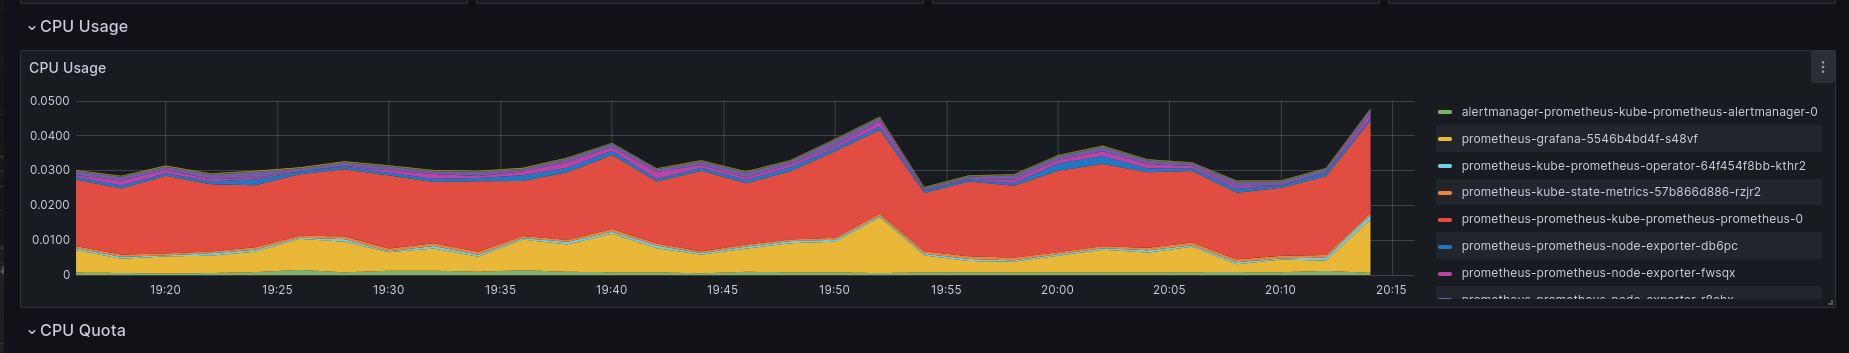 CPU Usage
CPU Usage
0.0500
0.0400
0.0300
0.0200
0.0100
0
19:20 19:25 19:30 19:35 19:40 19:45 19:50 19:55 20:00 20:05 20:10 20:15
alertmanager-prometheus-kube-prometheus-alertmanager-0
prometheus-grafana-5546b4bd4f-s48vf
prometheus-kube-prometheus-operator-64f454f8bb-kthr2
prometheus-kube-state-metrics-57b866d886-rzjr2
prometheus-prometheus-kube-prometheus-prometheus-0
prometheus-prometheus-node-exporter-db6pc
prometheus-prometheus-node-exporter-fwsqx
CPU Quota